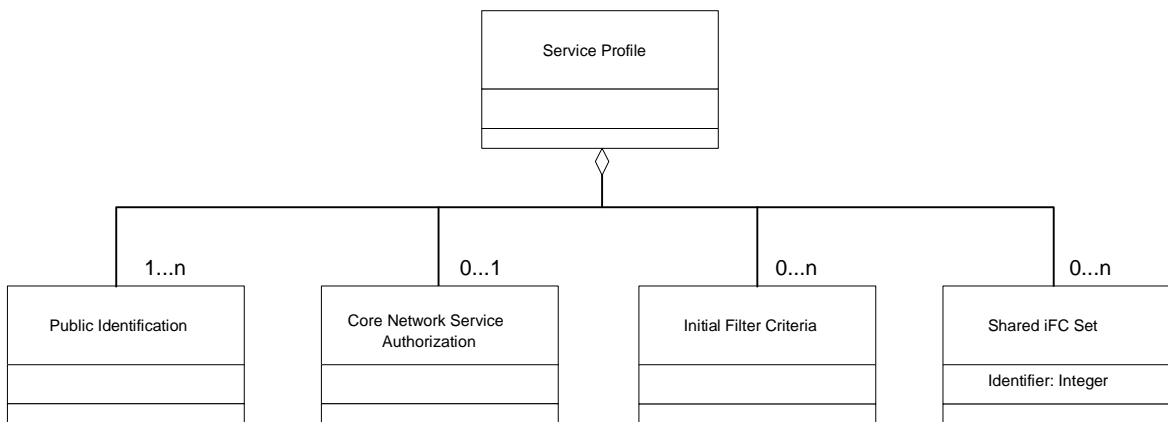 Service Profile
1...n
0...1
0...n
0...n
Public Identification
Core Network Service
Authorization
Initial Filter Criteria
Shared iFC Set
Identifier: Integer